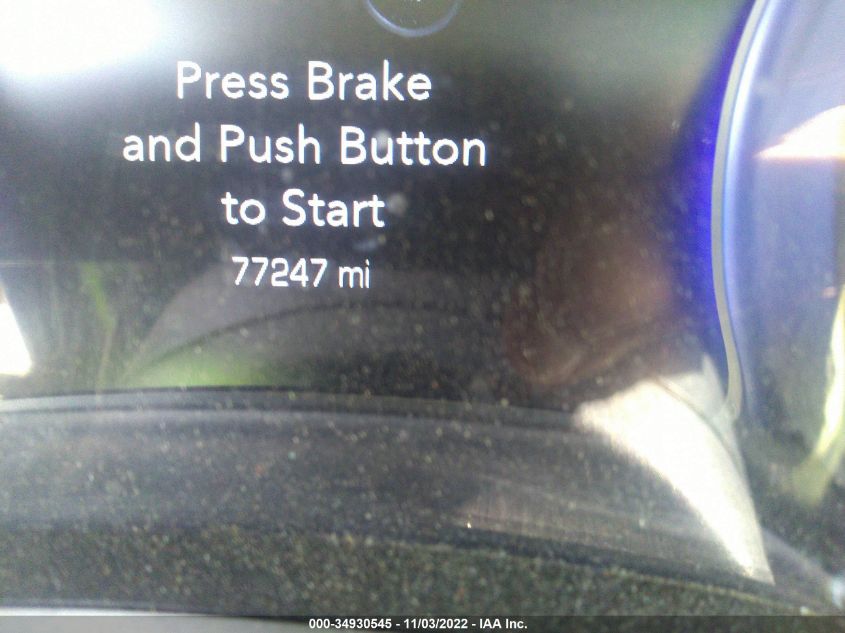 Press Brake
and Push Button
to Start
77247 mi
000-34930545 - 11/03/2022 - IAA Inc.